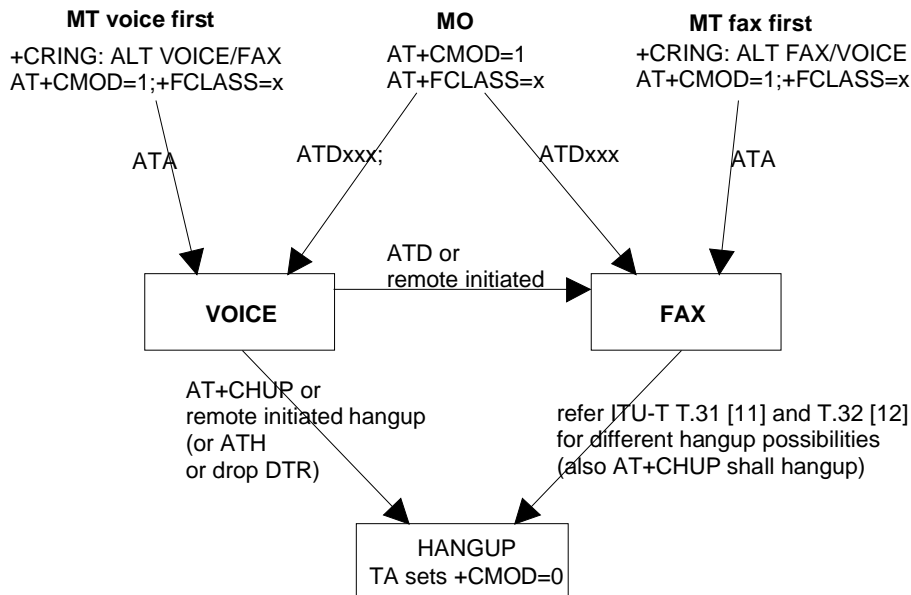 MT voice first
+CRING: ALT VOICE/FAX
AT+CMOD=1;+FCLASS=x
MO
AT+CMOD=1
AT+FCLASS=x
MT fax first
+CRING: ALT FAX/VOICE
AT+CMOD=1;+FCLASS=x
ATA
ATDxxx;
ATDxxx
ATA
ATD or
remote initiated
VOICE
FAX
AT+CHUP or
remote initiated hangup
(or ATH
or drop DTR)
refer ITU-T T.31 [11] and T.32 [12]
for different hangup possibilities
(also AT+CHUP shall hangup)
HANGUP
TA sets +CMOD=0